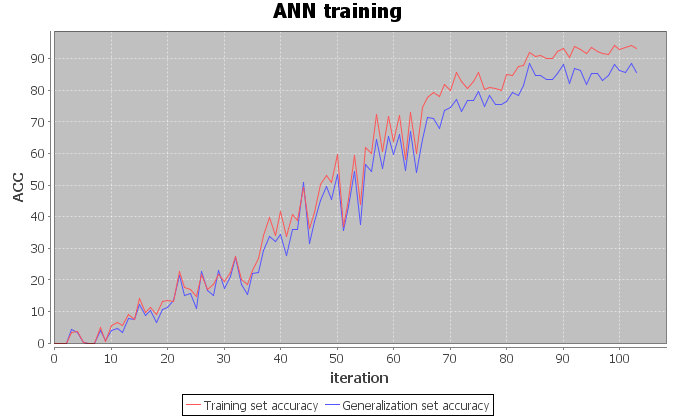 ANN training
ACC
90
80
70
60
50
40
30
20
10
0
0 10 20 30 40 50 60 70 80 90 100
iteration
Training set accuracy Generalization set accuracy